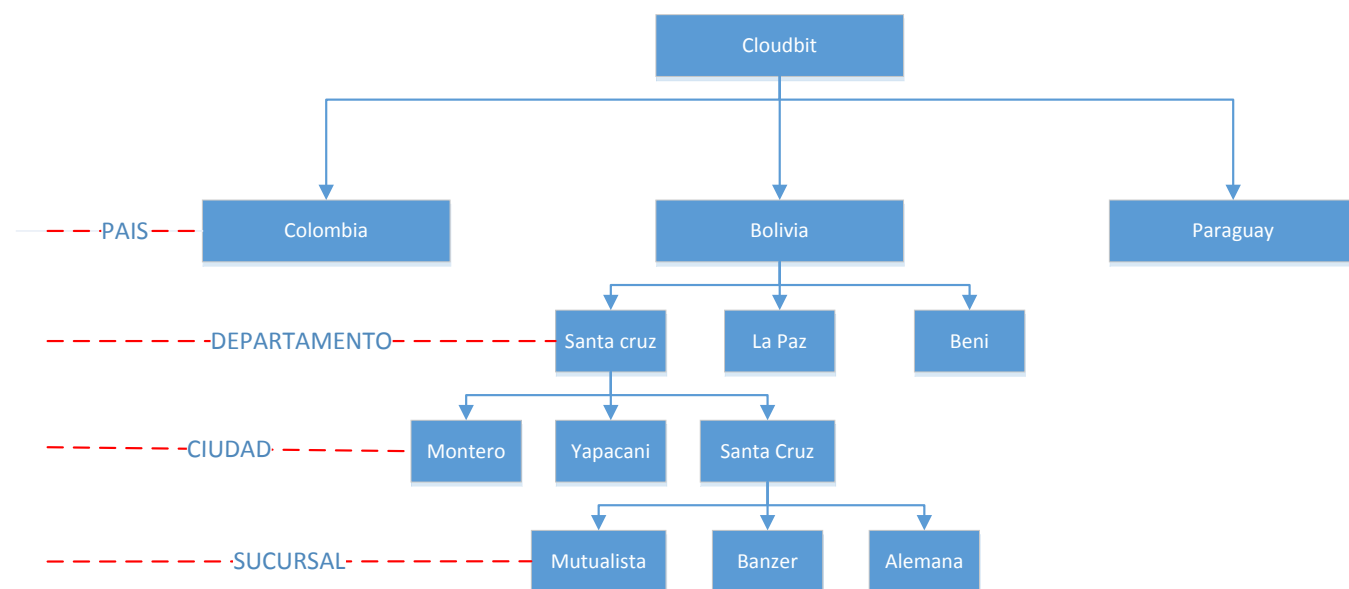 Cloudbit
PAIS
Colombia
Bolivia
Paraguay
DEPARTAMENTO
Santa cruz
La Paz
Beni
CIUDAD
Montero
Yapacani
Santa Cruz
SUCURSAL
Mutualista
Banzer
Alemana